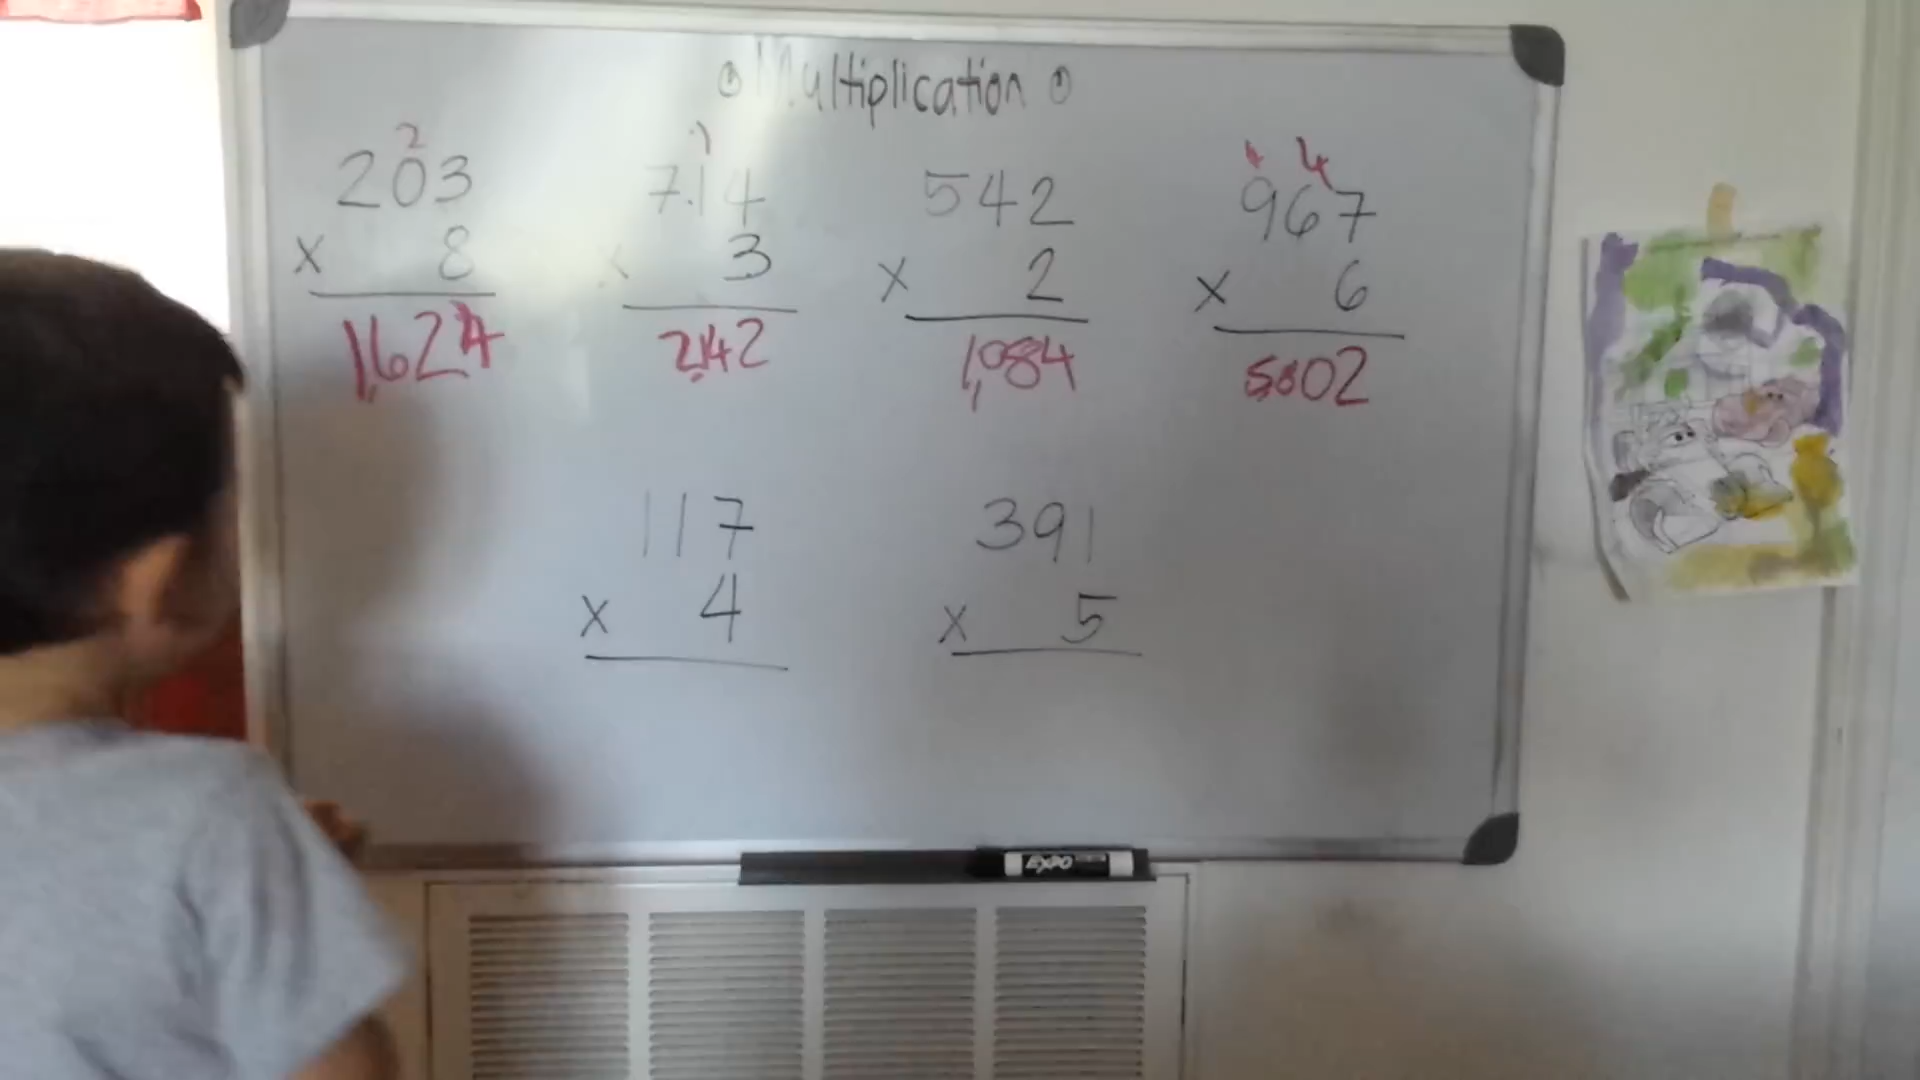 Multiplication
2 1 4
203 714 542 967
x 8 x 3 x 2 x 6
1,624 2,142 1,084 5,802
117 391
x 4 x 5
EXPO